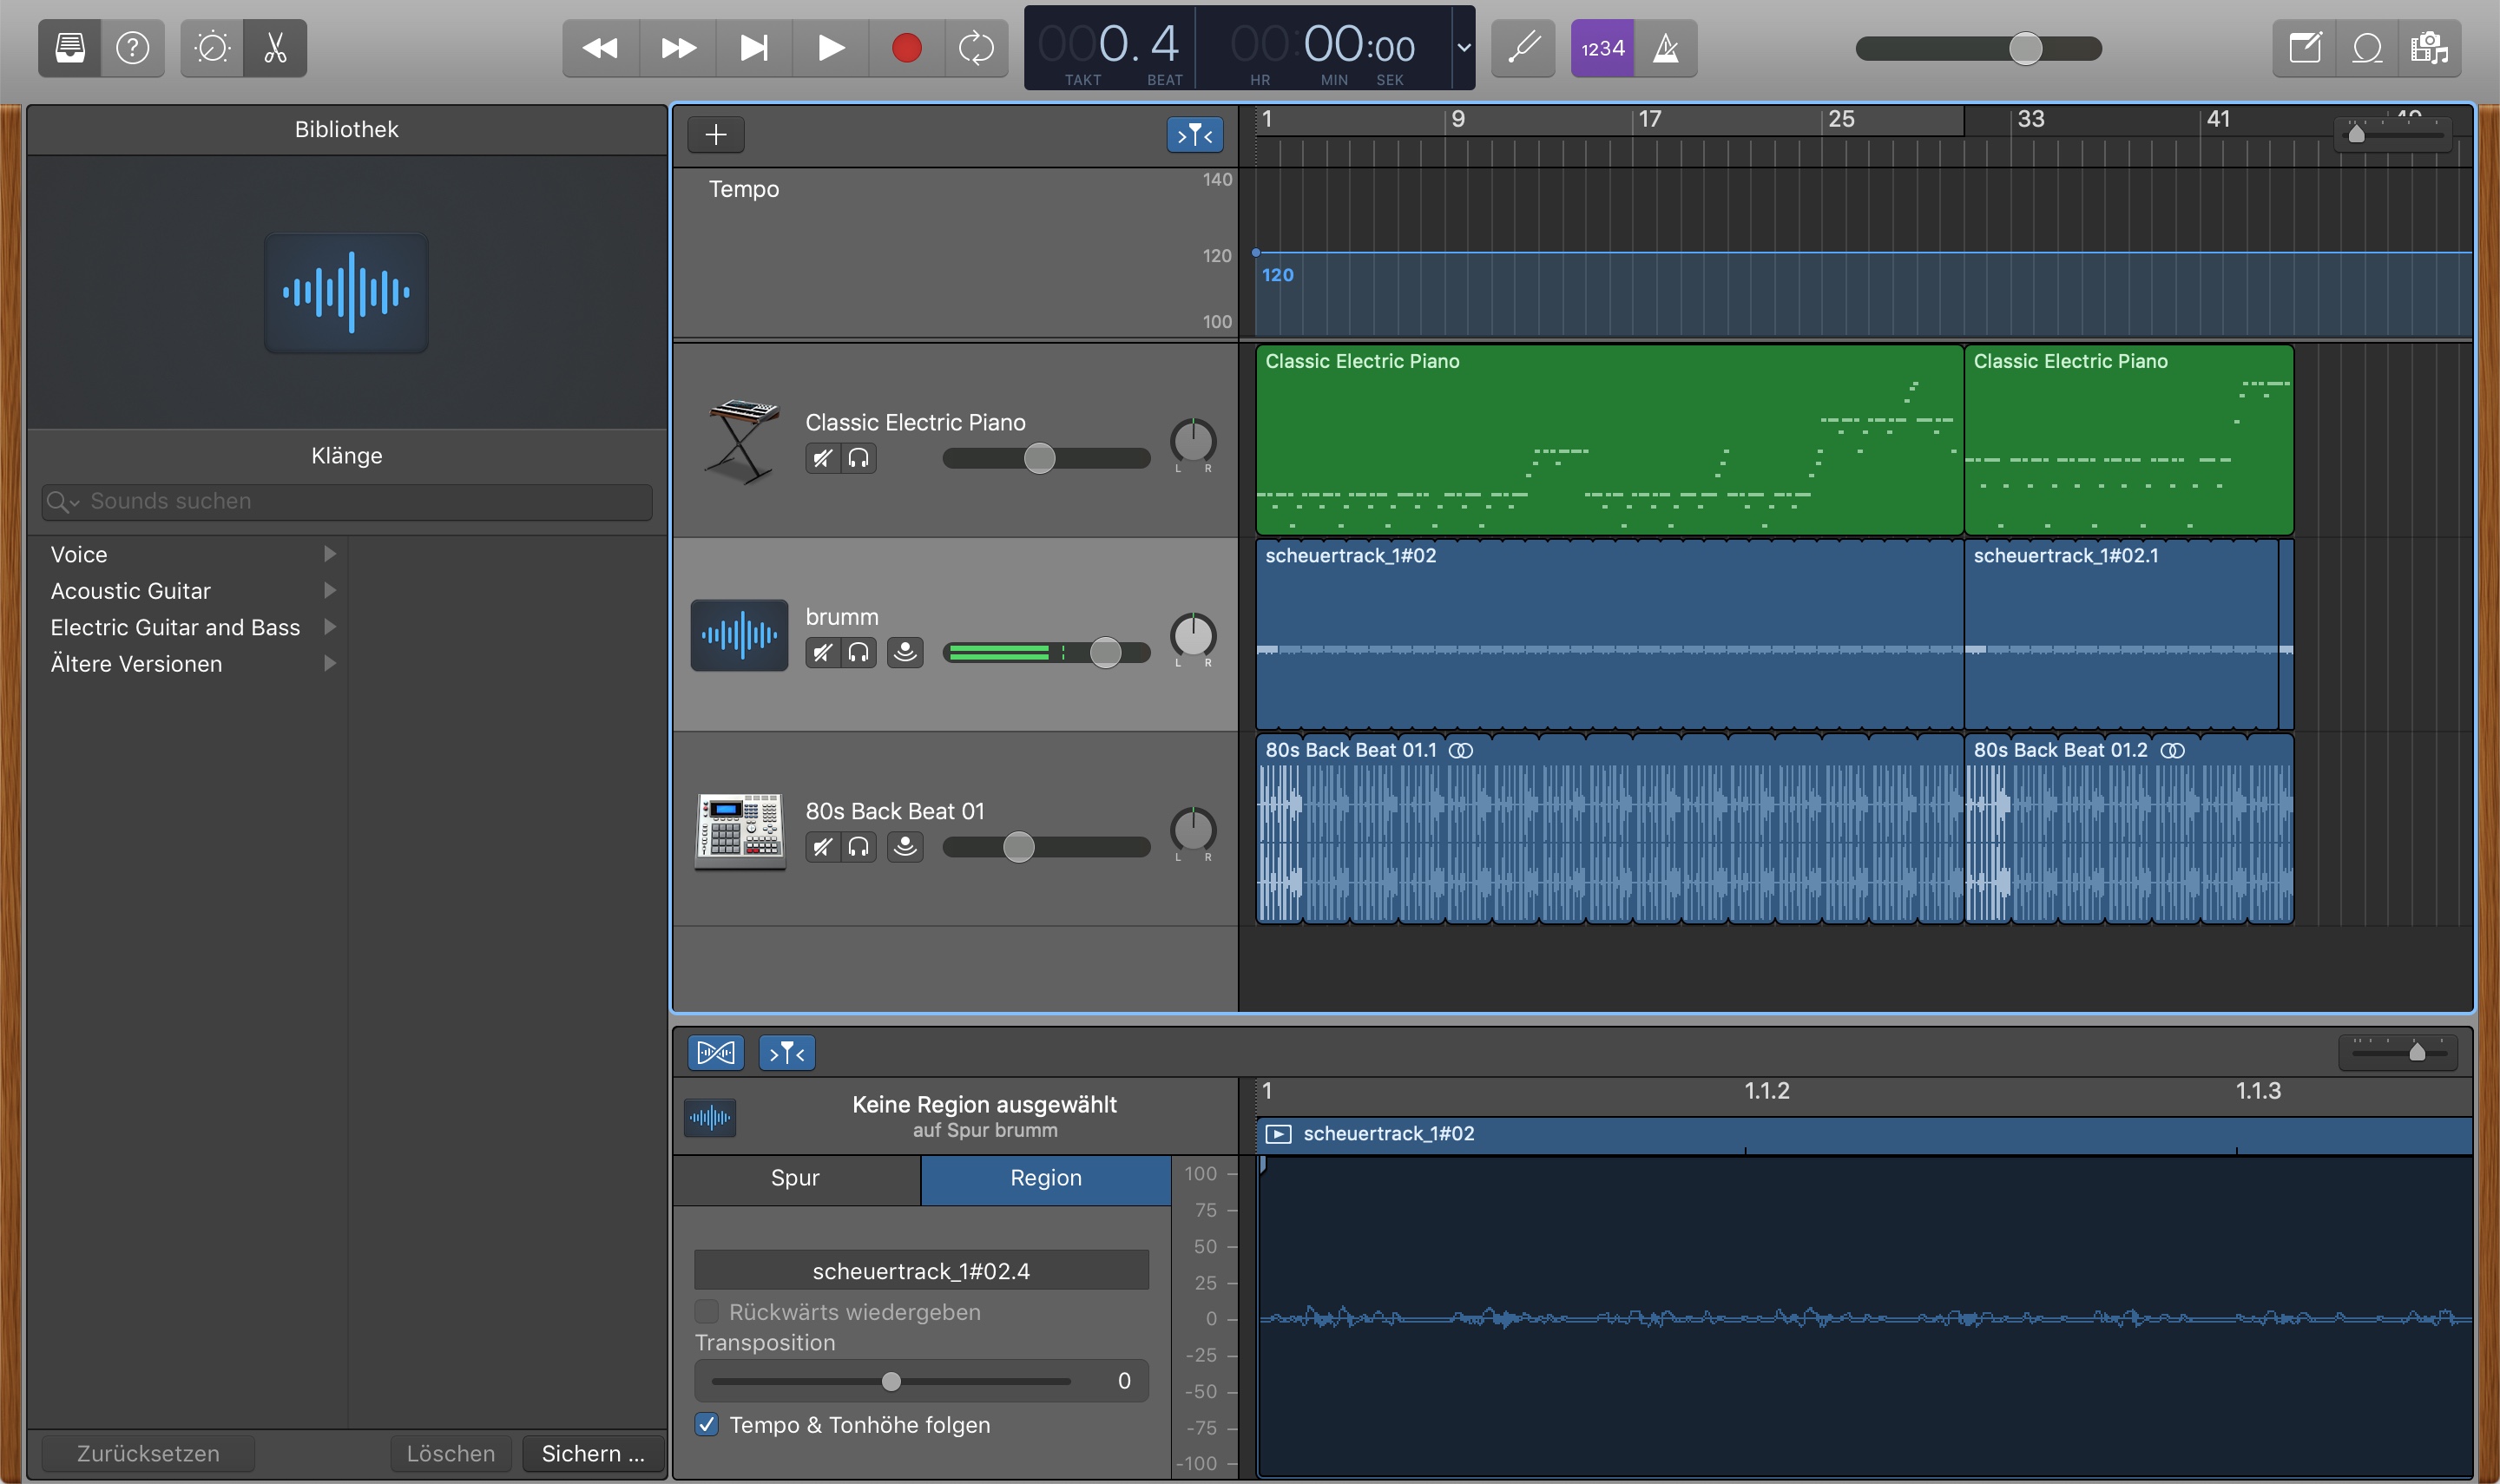 000. 4
TAKT BEAT
00:00:00
HR MIN SEK
1234
Bibliothek
Klänge
Sounds suchen
Voice
Acoustic Guitar
Electric Guitar and Bass
Ältere Versionen
Zurücksetzen
Löschen
Sichern ...
1 9 17 25 33 41 49
Tempo
140
120
100
120
Classic Electric Piano
L R
Classic Electric Piano
Classic Electric Piano
brumm
L R
scheuertrack_1#02
scheuertrack_1#02.1
80s Back Beat 01
L R
80s Back Beat 01.1
80s Back Beat 01.2
Keine Region ausgewählt
auf Spur brumm
Spur
Region
scheuertrack_1#02.4
Rückwärts wiedergeben
Transposition
0
Tempo & Tonhöhe folgen
1 1.1.2 1.1.3
scheuertrack_1#02
100
75
50
25
0
-25
-50
-75
-100